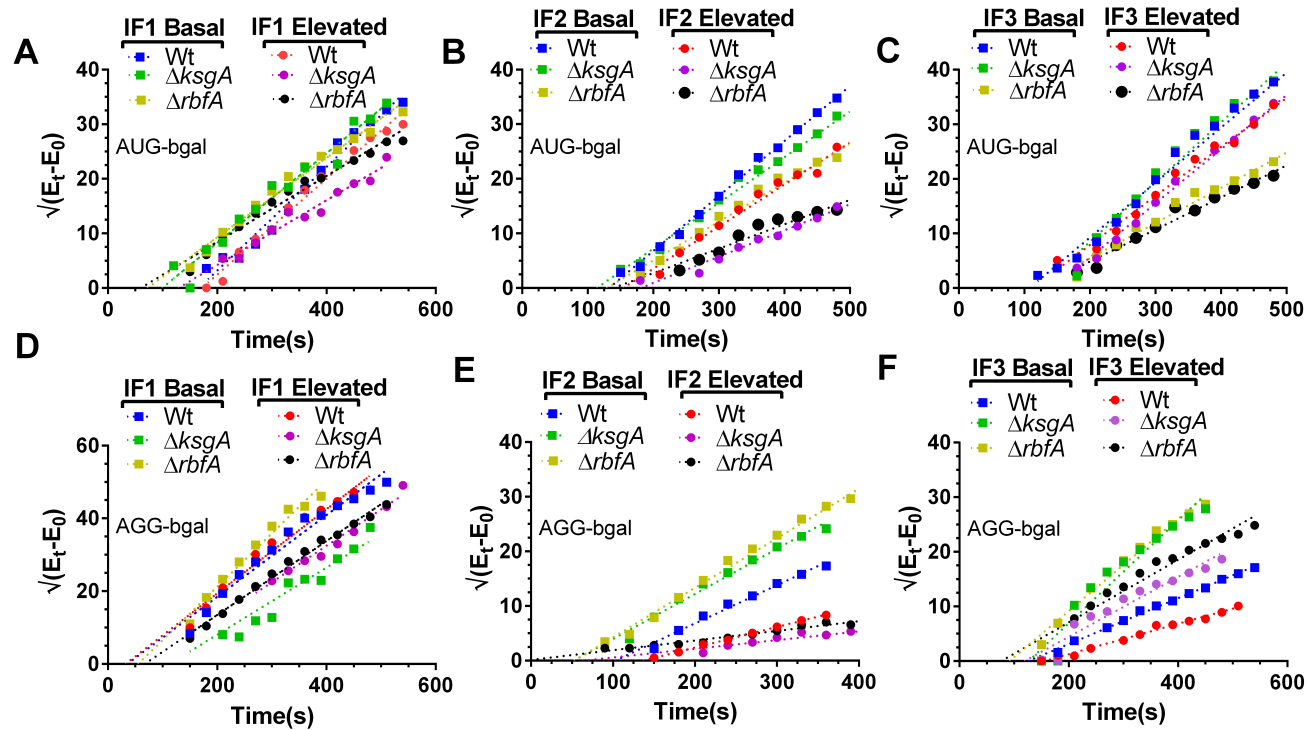 A
IF1 Basal IF1 Elevated
Wt Wt
ΔksgA ΔksgA
ΔrbfA ΔrbfA
AUG-bgal
√(Et-E0)
40
30
20
10
0
0 200 400 600
Time(s)
B
IF2 Basal IF2 Elevated
Wt Wt
ΔksgA ΔksgA
ΔrbfA ΔrbfA
AUG-bgal
√(Et-E0)
40
30
20
10
0
0 100 200 300 400 500
Time(s)
C
IF3 Basal IF3 Elevated
Wt Wt
ΔksgA ΔksgA
ΔrbfA ΔrbfA
AUG-bgal
√(Et-E0)
40
30
20
10
0
0 100 200 300 400 500
Time(s)
D
IF1 Basal IF1 Elevated
Wt Wt
ΔksgA ΔksgA
ΔrbfA ΔrbfA
AGG-bgal
√(Et-E0)
60
40
20
0
0 200 400 600
Time(s)
E
IF2 Basal IF2 Elevated
Wt Wt
ΔksgA ΔksgA
ΔrbfA ΔrbfA
AGG-bgal
√(Et-E0)
40
30
20
10
0
0 100 200 300 400
Time(s)
F
IF3 Basal IF3 Elevated
Wt Wt
ΔksgA ΔksgA
ΔrbfA ΔrbfA
AGG-bgal
√(Et-E0)
40
30
20
10
0
0 200 400 600
Time(s)